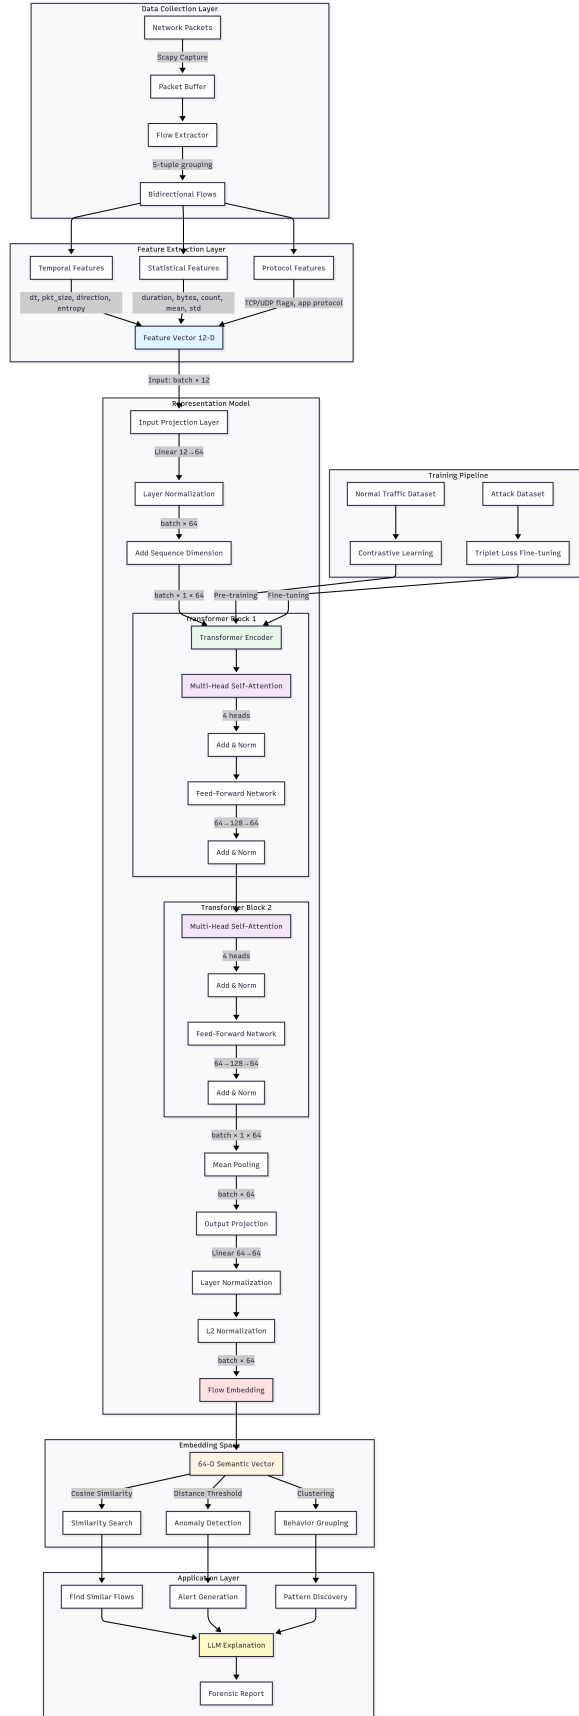 Data Collection Layer
Network Packets
Scapy Capture
Packet Buffer
Flow Extractor
5-tuple grouping
Bidirectional Flows
Feature Extraction Layer
Temporal Features
Statistical Features
Protocol Features
dt, pkt_size, direction,
entropy
duration, bytes, count,
mean, std
TCP/UDP flags, app protocol
Feature Vector 12-D
Input: batch × 12
Representation Model
Input Projection Layer
Linear 12→64
Layer Normalization
batch × 64
Add Sequence Dimension
Training Pipeline
Normal Traffic Dataset
Attack Dataset
Contrastive Learning
Triplet Loss Fine-tuning
batch × 1 × 64
Pre-training
Fine-tuning
Transformer Block 1
Transformer Encoder
Multi-Head Self-Attention
4 heads
Add & Norm
Feed-Forward Network
64→128→64
Add & Norm
Transformer Block 2
Multi-Head Self-Attention
4 heads
Add & Norm
Feed-Forward Network
64→128→64
Add & Norm
batch × 1 × 64
Mean Pooling
batch × 64
Output Projection
Linear 64→64
Layer Normalization
L2 Normalization
batch × 64
Flow Embedding
Embedding Space
64-D Semantic Vector
Cosine Similarity
Distance Threshold
Clustering
Similarity Search
Anomaly Detection
Behavior Grouping
Application Layer
Find Similar Flows
Alert Generation
Pattern Discovery
LLM Explanation
Forensic Report